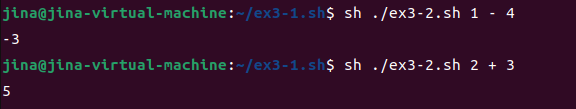 jina@jina-virtual-machine:~/ex3-1.sh$ sh ./ex3-2.sh 1 - 4
-3
jina@jina-virtual-machine:~/ex3-1.sh$ sh ./ex3-2.sh 2 + 3
5